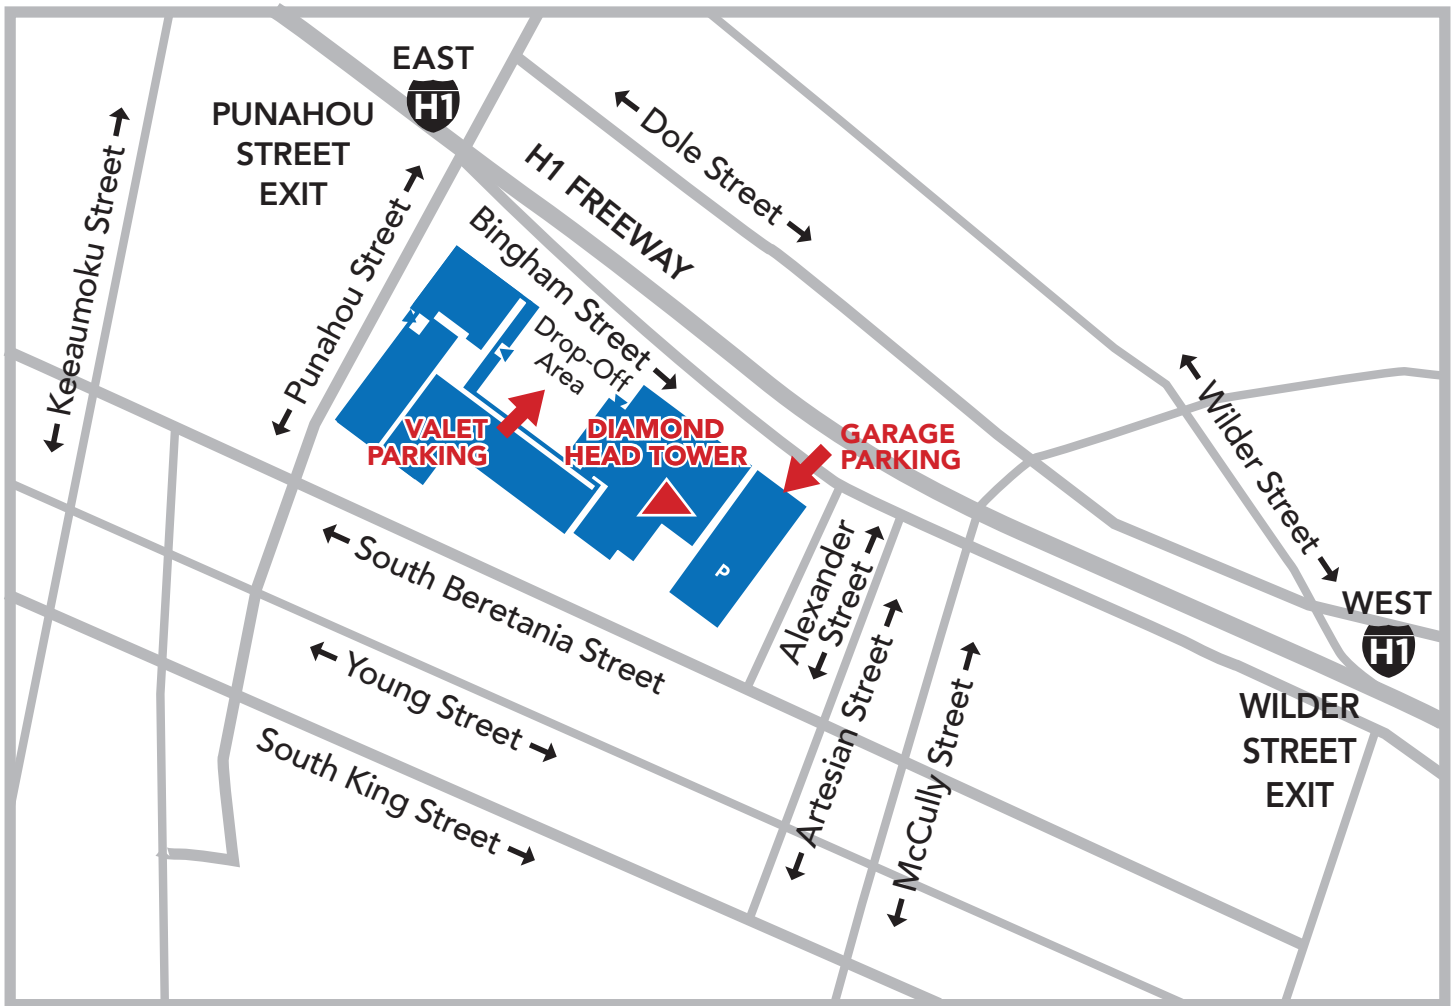 EAST
H1
PUNAHOU
STREET
EXIT
Keeaumoku Street
Punahou Street
H1 FREEWAY
Dole Street
Bingham Street
Drop-Off
Area
VALET
PARKING
DIAMOND
HEAD TOWER
GARAGE
PARKING
P
Wilder Street
WEST
H1
WILDER
STREET
EXIT
Alexander
Street
Artesian Street
McCully Street
South Beretania Street
Young Street
South King Street